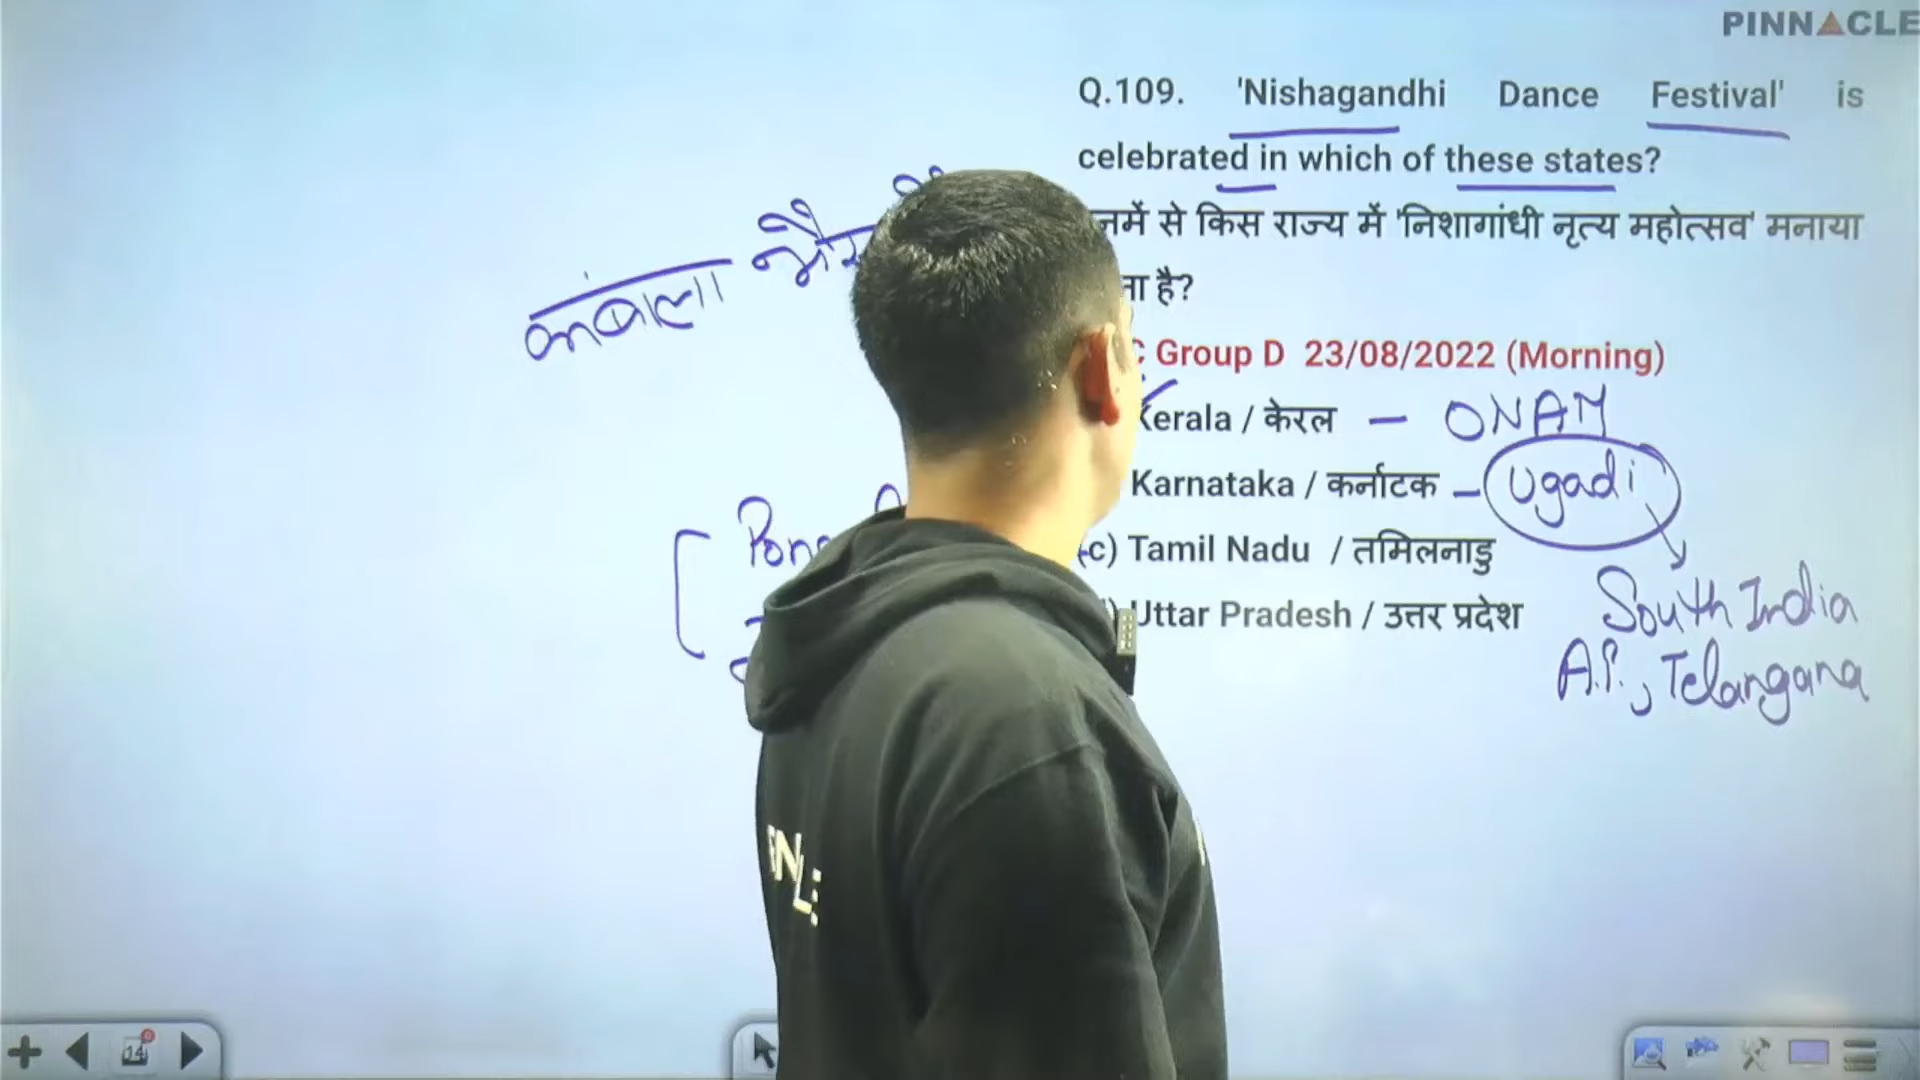 PINNACLE
Q.109. 'Nishagandhi Dance Festival' is
celebrated in which of these states?
में से किस राज्य में 'निशागांधी नृत्य महोत्सव' मनाया
है?
Group D 23/08/2022 (Morning)
Kerala / केरल – ONAM
Karnataka / कर्नाटक – Ugadi
(c) Tamil Nadu / तमिलनाडु
Uttar Pradesh / उत्तर प्रदेश
South India
A.P., Telangana
कंबाला
14